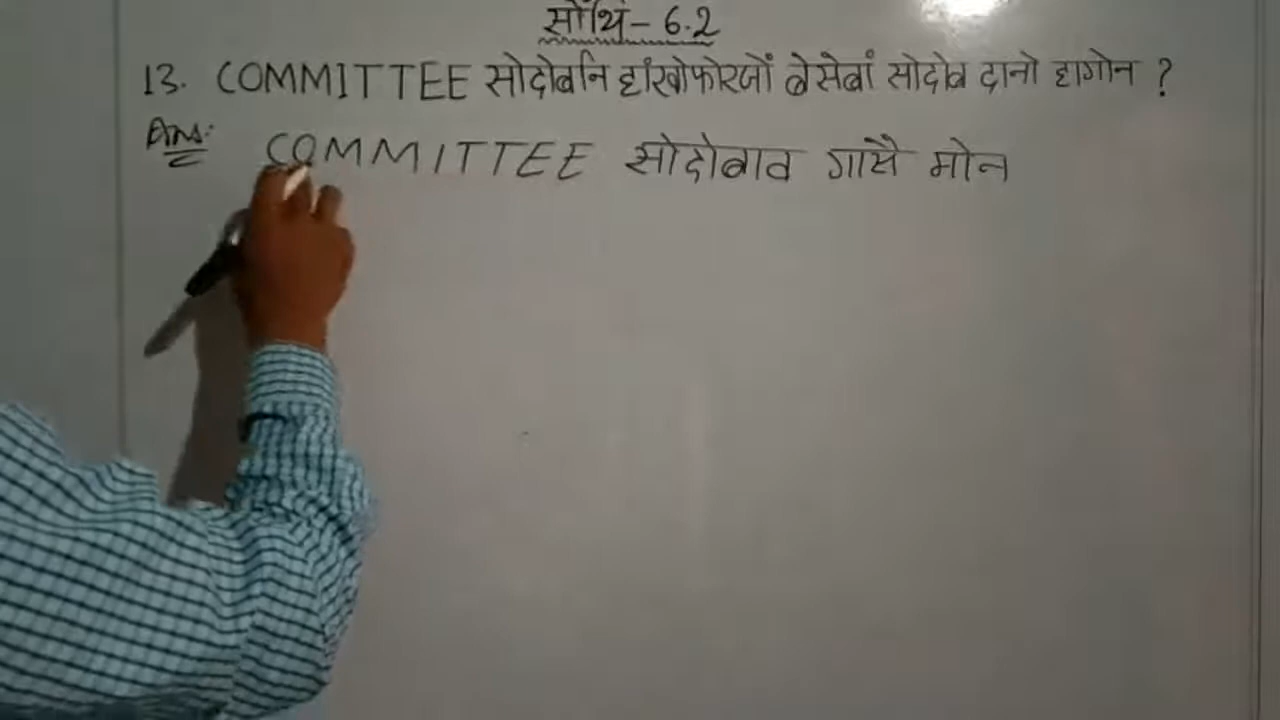 सोंथि - 6.2
13. COMMITTEE सोदोबनि हांखोफोरजों बेसेबां सोदोब दानो हागोन ?
Ans: COMMITTEE सोदोबाव गासै मोन